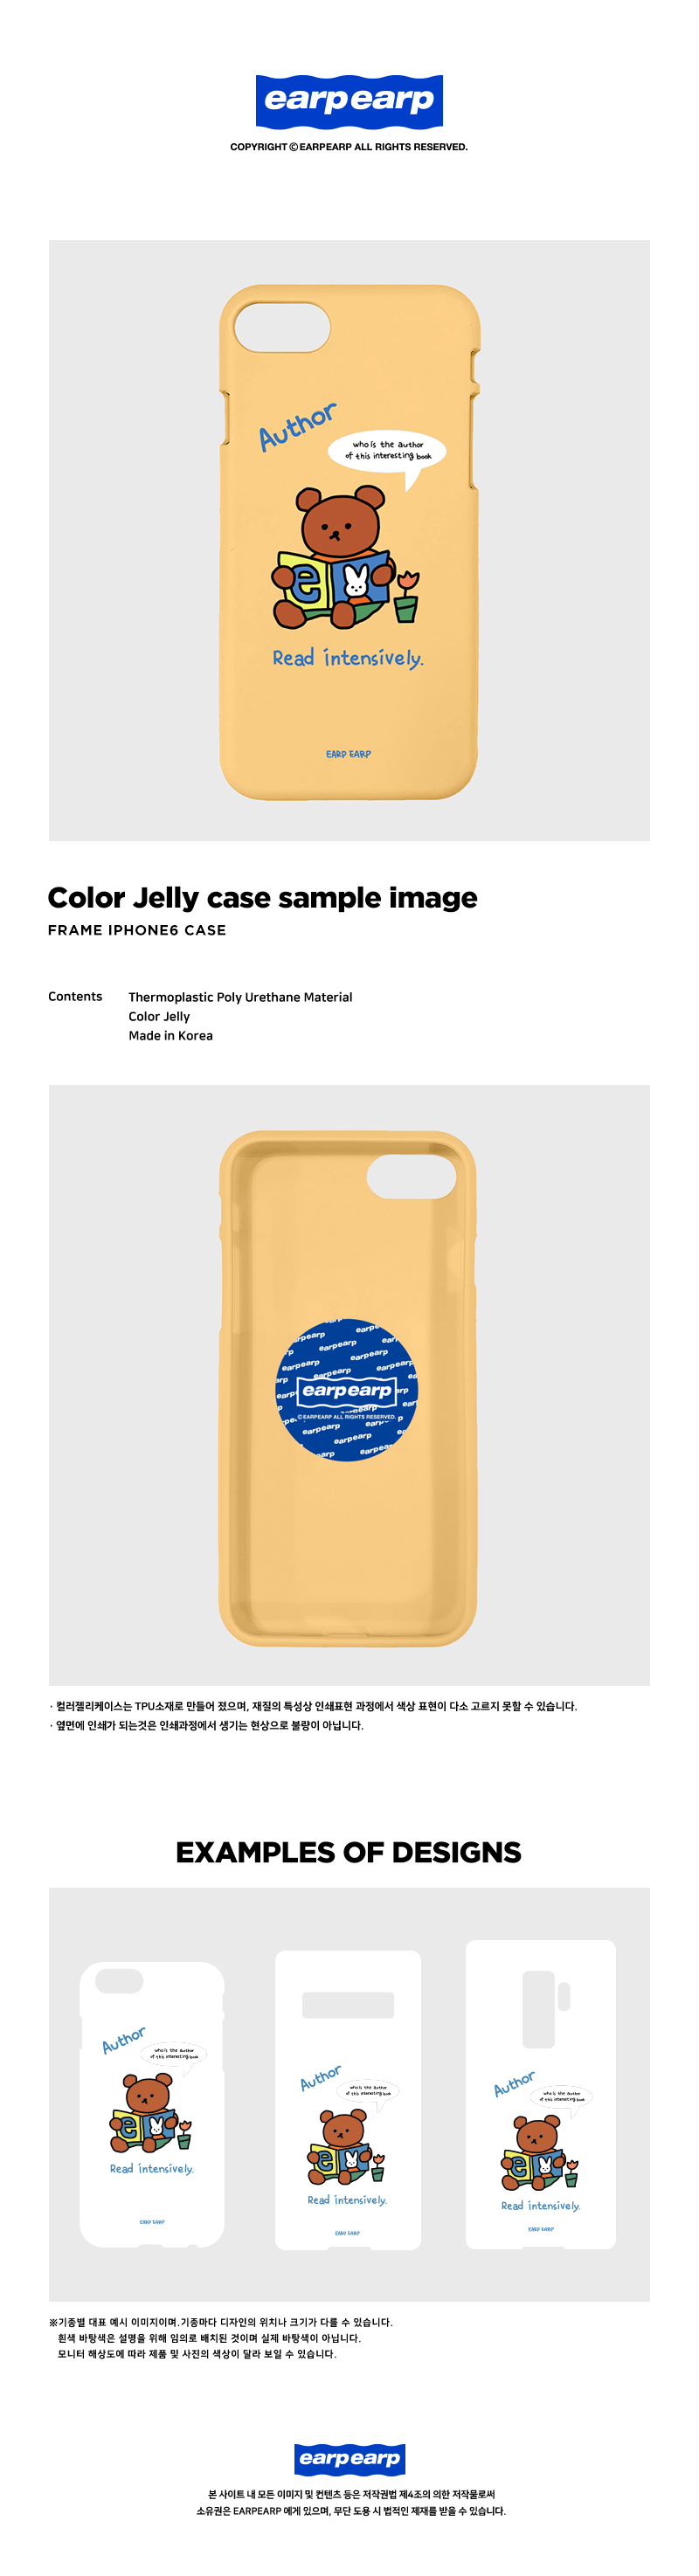 earp earp
COPYRIGHT © EARPEARP ALL RIGHTS RESERVED.
Author
who is the author
of this interesting book
e
Read intensively.
EARP EARP
Color Jelly case sample image
FRAME IPHONE6 CASE
Contents Thermoplastic Poly Urethane Material
Color Jelly
Made in Korea
earpearp
© EARPEARP ALL RIGHTS RESERVED.
· 컬러젤리케이스는 TPU소재로 만들어 졌으며, 재질의 특성상 인쇄표현 과정에서 색상 표현이 다소 고르지 못할 수 있습니다.
· 옆면에 인쇄가 되는것은 인쇄과정에서 생기는 현상으로 불량이 아닙니다.
EXAMPLES OF DESIGNS
Author
who is the author
of this interesting book
e
Read intensively.
EARP EARP
Author
who is the author
of this interesting book
e
Read intensively.
EARP EARP
Author
who is the author
of this interesting book
e
Read intensively.
EARP EARP
※기종별 대표 예시 이미지이며.기종마다 디자인의 위치나 크기가 다를 수 있습니다.
흰색 바탕색은 설명을 위해 임의로 배치된 것이며 실제 바탕색이 아닙니다.
모니터 해상도에 따라 제품 및 사진의 색상이 달라 보일 수 있습니다.
earp earp
본 사이트 내 모든 이미지 및 컨텐츠 등은 저작권법 제4조의 의한 저작물로써
소유권은 EARPEARP 에게 있으며, 무단 도용 시 법적인 제재를 받을 수 있습니다.